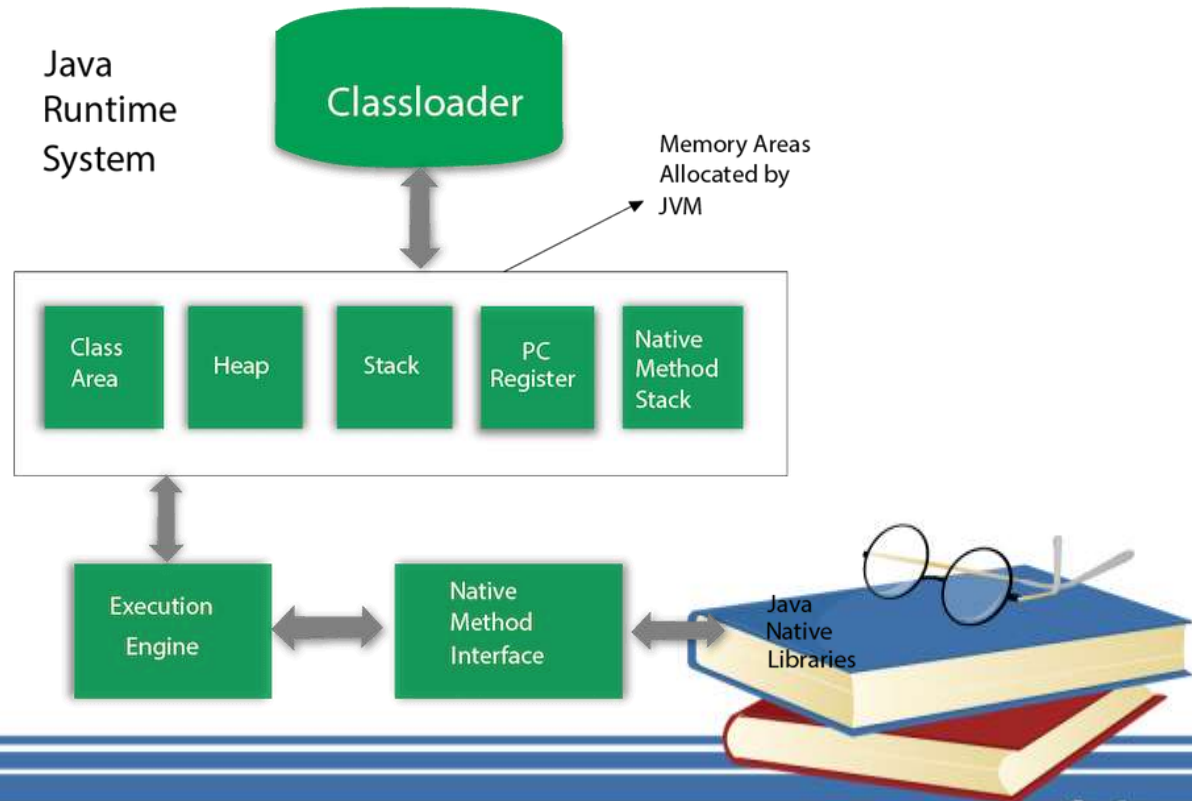 Java
Runtime
System
Classloader
Memory Areas
Allocated by
JVM
Class
Area
Heap
Stack
PC
Register
Native
Method
Stack
Execution
Engine
Native
Method
Interface
Java
Native
Libraries